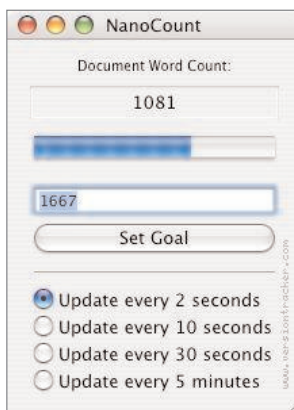 NanoCount
Document Word Count:
1081
1667
Set Goal
Update every 2 seconds
Update every 10 seconds
Update every 30 seconds
Update every 5 minutes
www.versiontracker.com